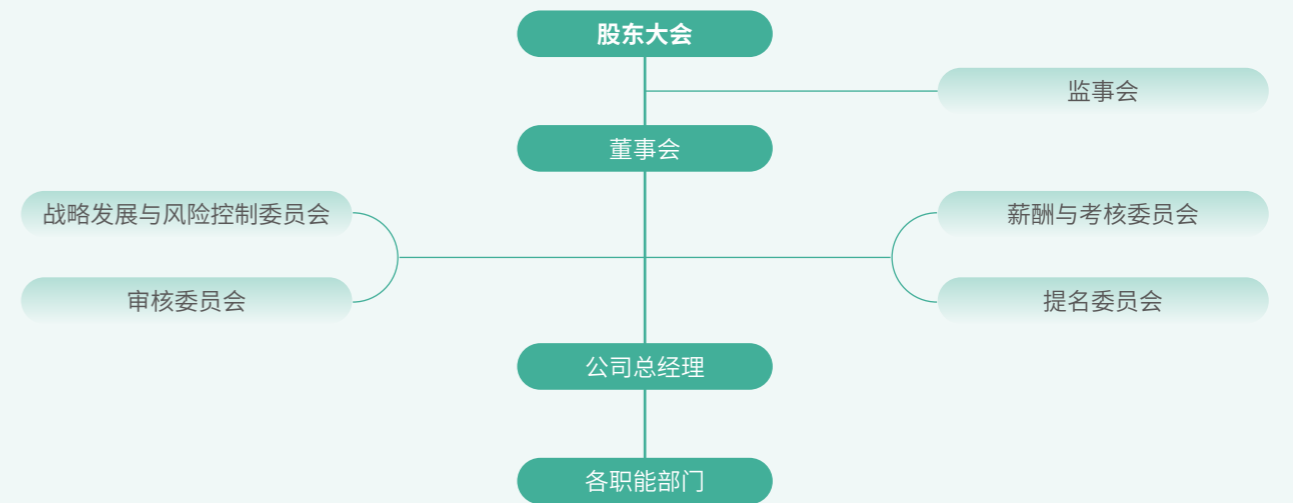 股东大会
监事会
董事会
战略发展与风险控制委员会
薪酬与考核委员会
审核委员会
提名委员会
公司总经理
各职能部门